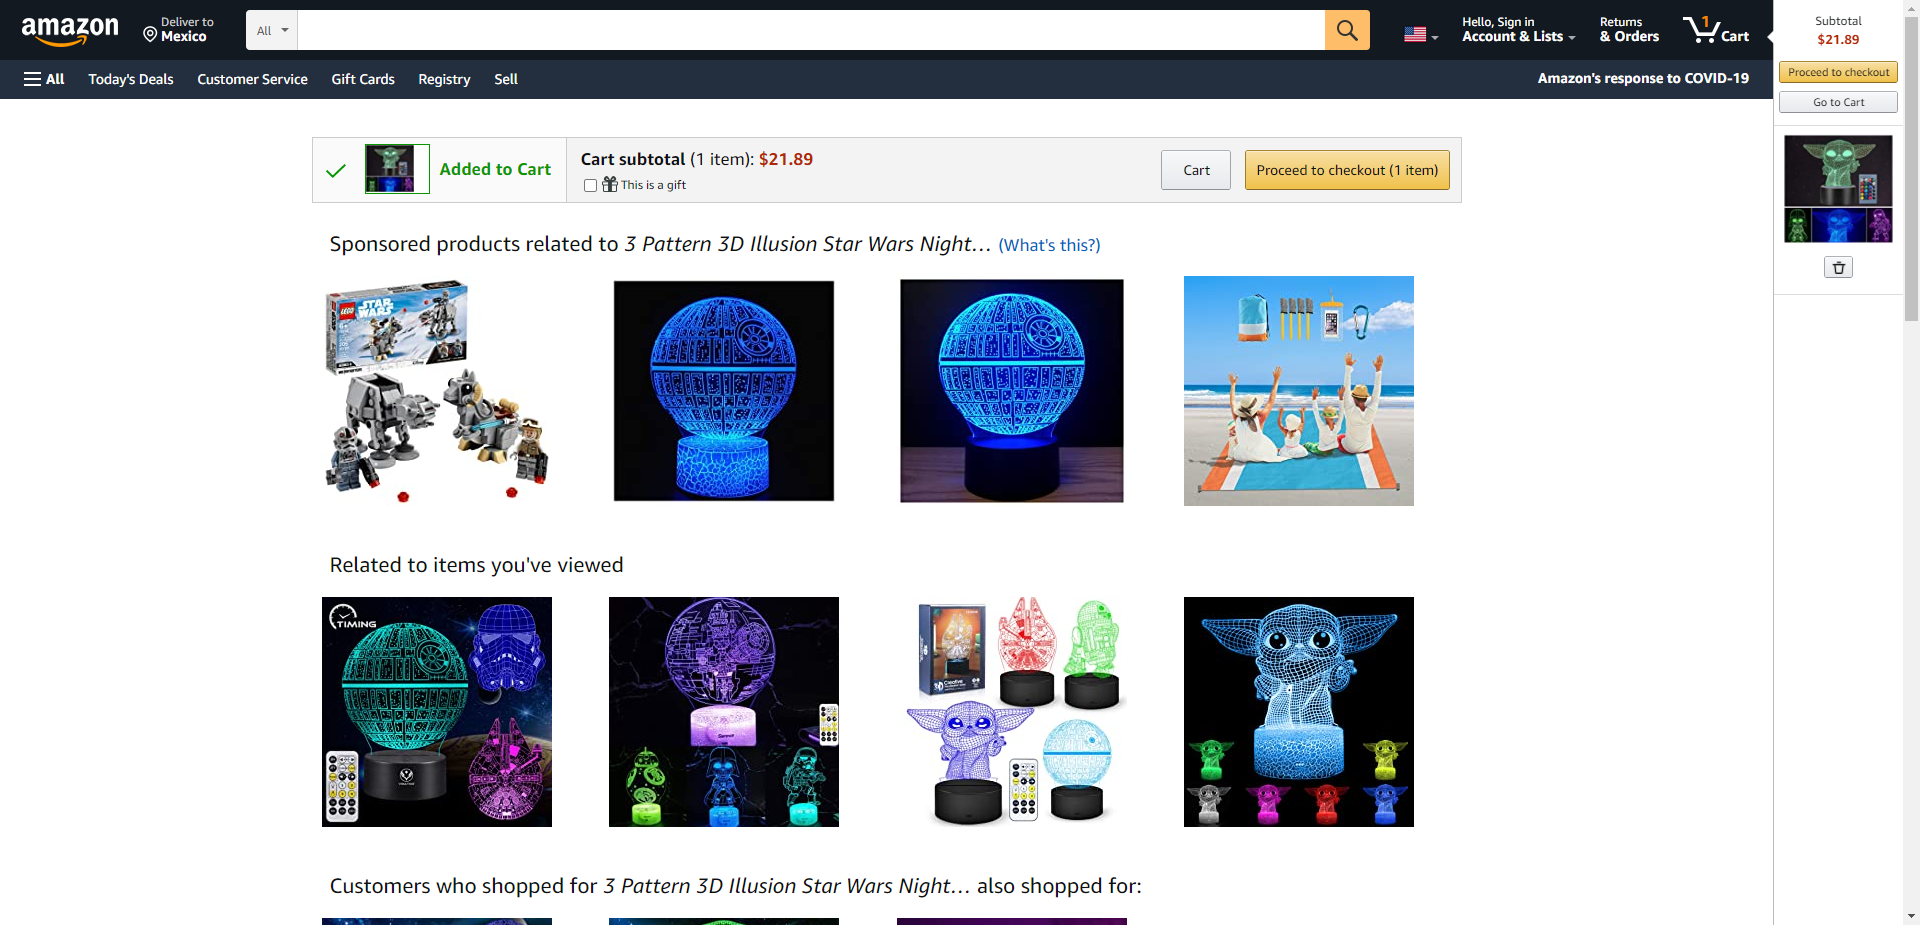 amazon
Deliver to
Mexico
All
Hello, Sign in
Account & Lists
Returns
& Orders
1
Cart
Subtotal
$21.89
Proceed to checkout
Go to Cart
All
Today's Deals
Customer Service
Gift Cards
Registry
Sell
Amazon's response to COVID-19
Added to Cart
Cart subtotal (1 item): $21.89
This is a gift
Cart
Proceed to checkout (1 item)
Sponsored products related to 3 Pattern 3D Illusion Star Wars Night… (What's this?)
LEGO
STAR
WARS
Related to items you've viewed
TIMING
Creative
Customers who shopped for 3 Pattern 3D Illusion Star Wars Night… also shopped for: